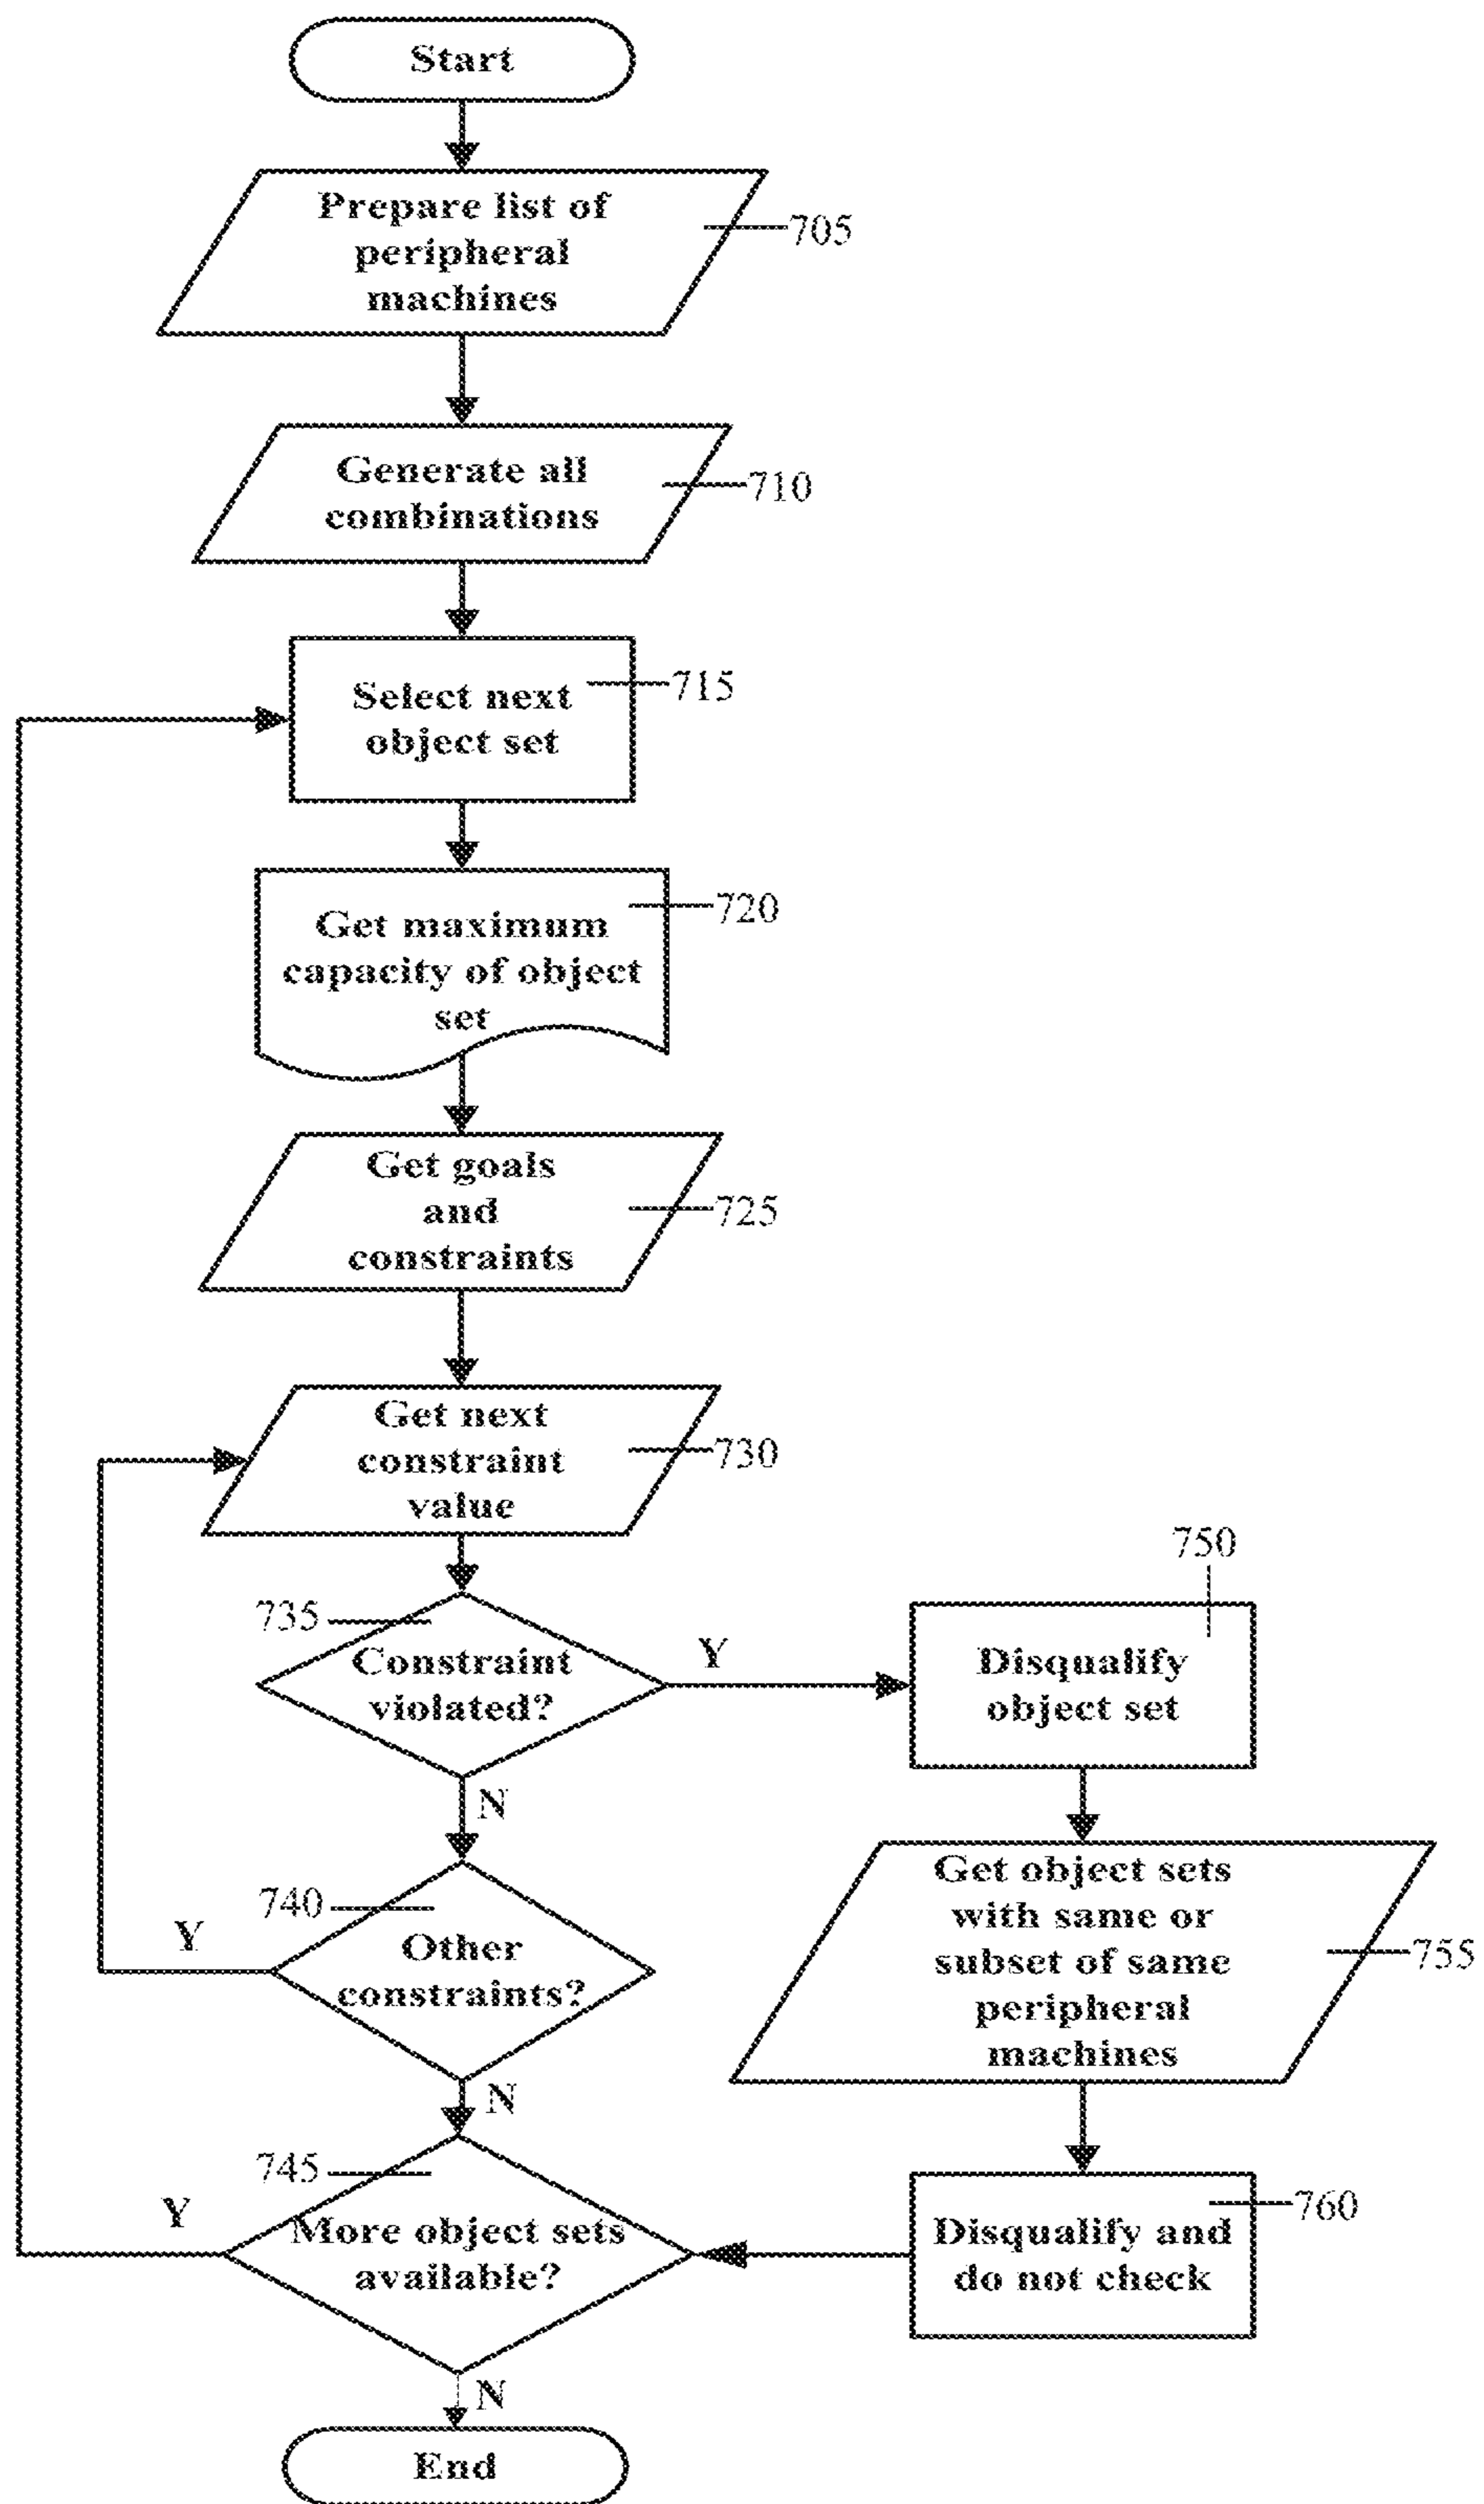 Start
Prepare list of
peripheral
machines
705
Generate all
combinations
710
Select next
object set
715
Get maximum
capacity of object
set
720
Get goals
and
constraints
725
Get next
constraint
value
730
735
Constraint
violated?
Y
N
750
Disqualify
object set
740
Other
constraints?
Y
N
Get object sets
with same or
subset of same
peripheral
machines
755
745
More object sets
available?
Y
N
Disqualify and
do not check
760
End